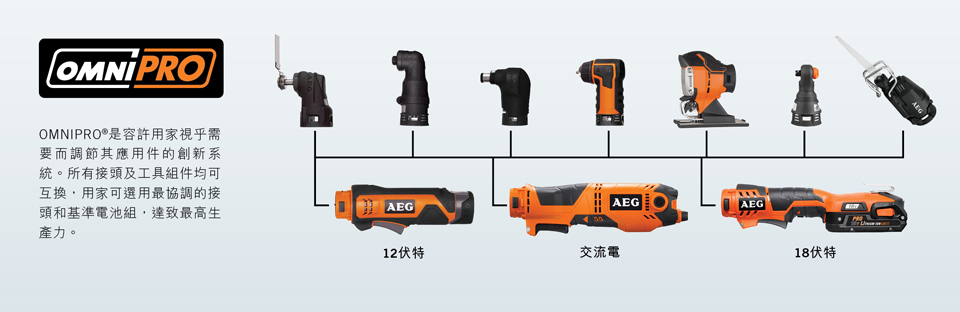 OMNIPRO
OMNIPRO®是容許用家視乎需
要而調節其應用件的創新系
統。所有接頭及工具組件均可
互換，用家可選用最協調的接
頭和基準電池組，達致最高生
產力。
AEG
AEG
AEG
AEG
PRO
12伏特
交流電
18伏特